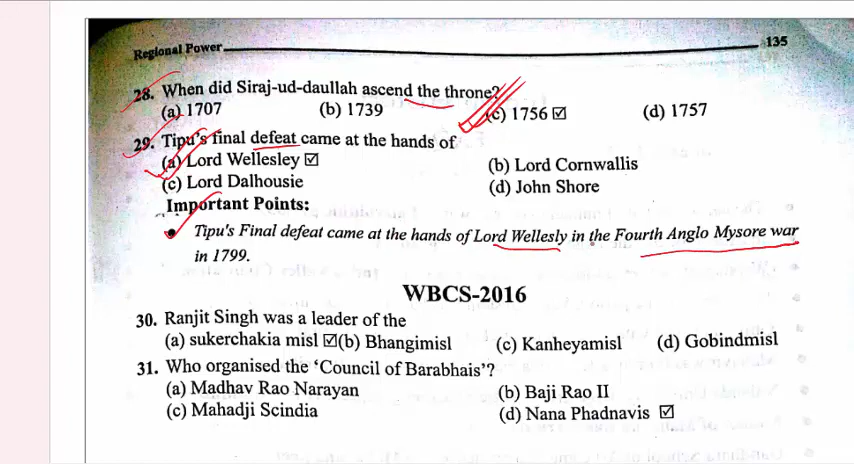 Regional Power 135
28. When did Siraj-ud-daullah ascend the throne?
(a) 1707 (b) 1739 (c) 1756 ☑ (d) 1757
29. Tipu's final defeat came at the hands of
(a) Lord Wellesley ☑ (b) Lord Cornwallis
(c) Lord Dalhousie (d) John Shore
Important Points:
• Tipu's Final defeat came at the hands of Lord Wellesly in the Fourth Anglo Mysore war
in 1799.
WBCS-2016
30. Ranjit Singh was a leader of the
(a) sukerchakia misl ☑(b) Bhangimisl (c) Kanheyamisl (d) Gobindmisl
31. Who organised the ‘Council of Barabhais’?
(a) Madhav Rao Narayan (b) Baji Rao II
(c) Mahadji Scindia (d) Nana Phadnavis ☑